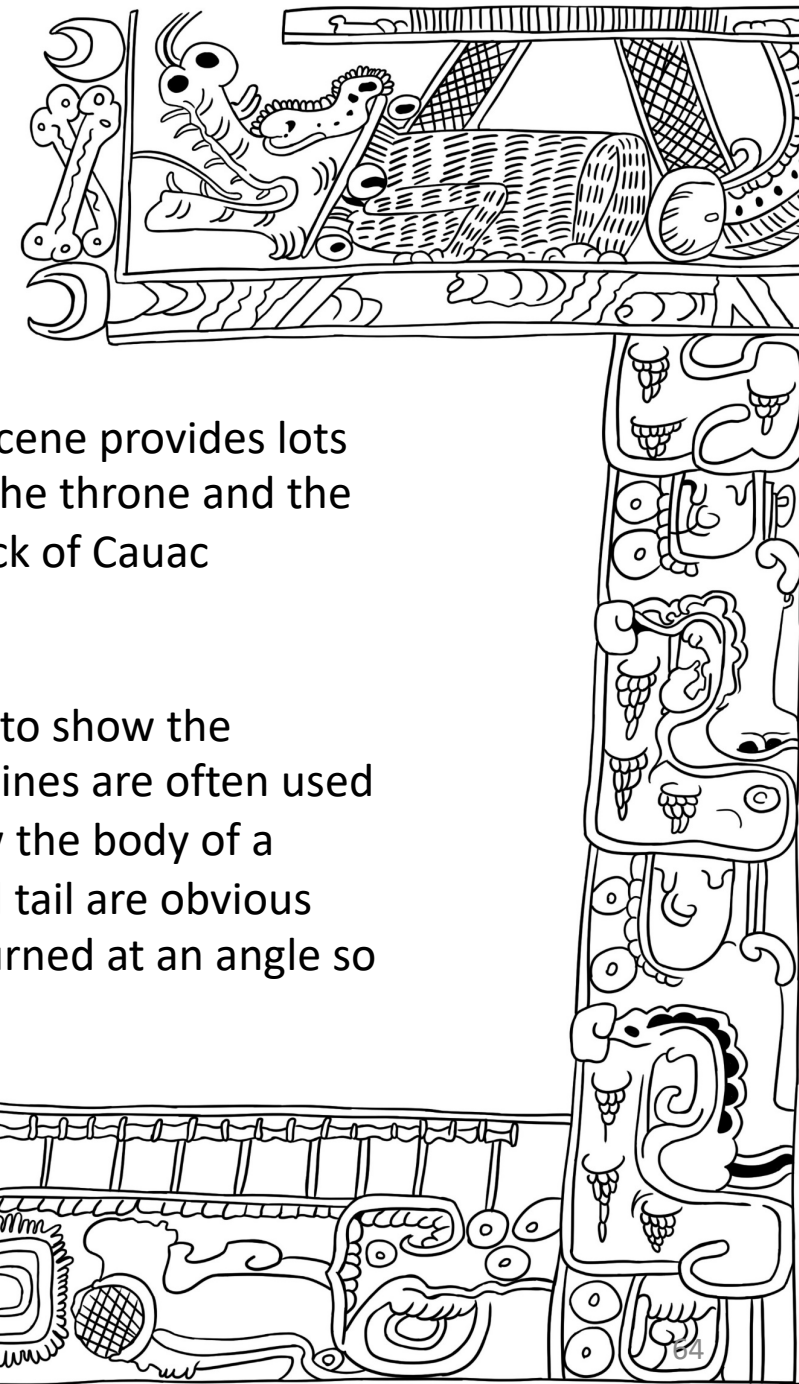 cene provides lots
he throne and the
ck of Cauac
to show the
ines are often used
the body of a
tail are obvious
urned at an angle so
64